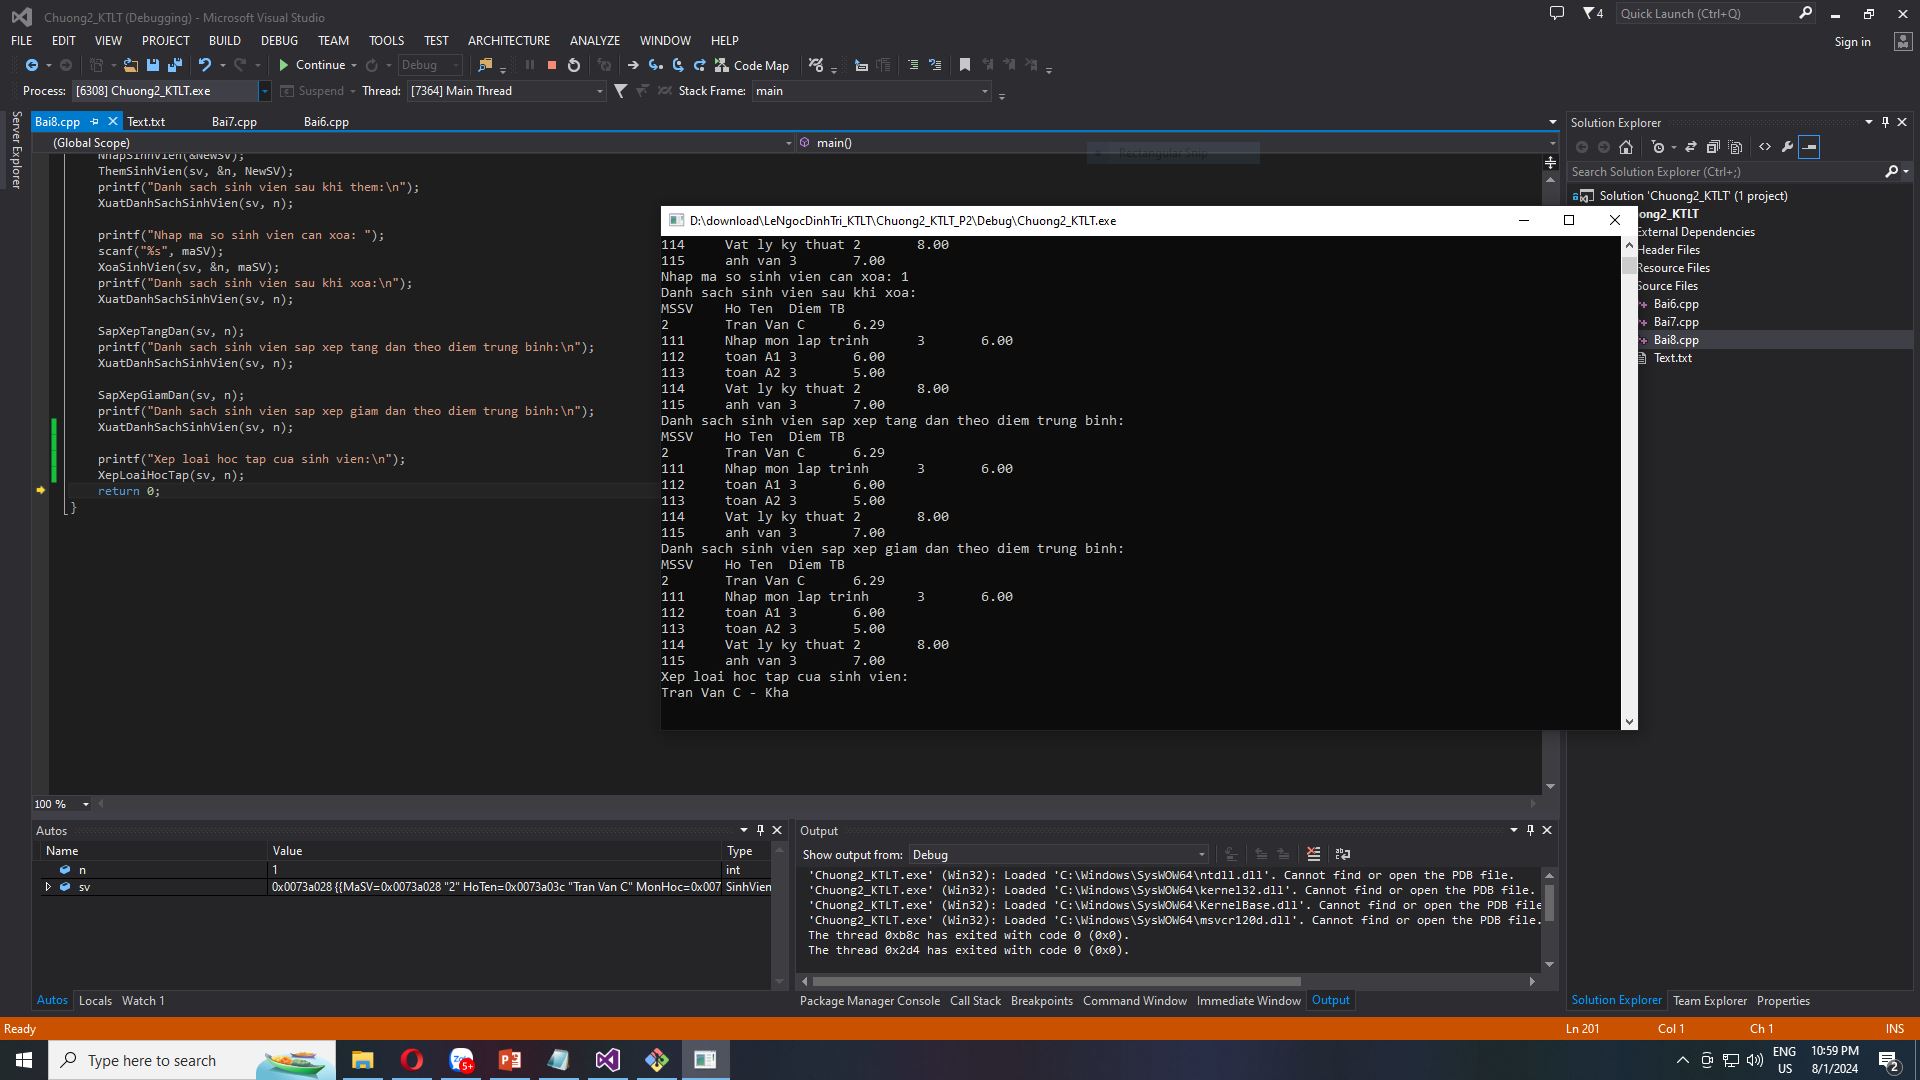 Chuong2_KTLT (Debugging) - Microsoft Visual Studio
4
Quick Launch (Ctrl+Q)
FILE EDIT VIEW PROJECT BUILD DEBUG TEAM TOOLS TEST ARCHITECTURE ANALYZE WINDOW HELP
Sign in
Continue Debug Code Map
Process: [6308] Chuong2_KTLT.exe Suspend Thread: [7364] Main Thread Stack Frame: main
Server Explorer
Bai8.cpp Text.txt Bai7.cpp Bai6.cpp
(Global Scope) main()
Rectangular Snip
NhapSinhVien(&NewSV);
ThemSinhVien(sv, &n, NewSV);
printf("Danh sach sinh vien sau khi them:\n");
XuatDanhSachSinhVien(sv, n);
printf("Nhap ma so sinh vien can xoa: ");
scanf("%s", maSV);
XoaSinhVien(sv, &n, maSV);
printf("Danh sach sinh vien sau khi xoa:\n");
XuatDanhSachSinhVien(sv, n);
SapXepTangDan(sv, n);
printf("Danh sach sinh vien sap xep tang dan theo diem trung binh:\n");
XuatDanhSachSinhVien(sv, n);
SapXepGiamDan(sv, n);
printf("Danh sach sinh vien sap xep giam dan theo diem trung binh:\n");
XuatDanhSachSinhVien(sv, n);
printf("Xep loai hoc tap cua sinh vien:\n");
XepLoaiHocTap(sv, n);
return 0;
}
D:\download\LeNgocDinhTri_KTLT\Chuong2_KTLT_P2\Debug\Chuong2_KTLT.exe
114 Vat ly ky thuat 2 8.00
115 anh van 3 7.00
Nhap ma so sinh vien can xoa: 1
Danh sach sinh vien sau khi xoa:
MSSV Ho Ten Diem TB
2 Tran Van C 6.29
111 Nhap mon lap trinh 3 6.00
112 toan A1 3 6.00
113 toan A2 3 5.00
114 Vat ly ky thuat 2 8.00
115 anh van 3 7.00
Danh sach sinh vien sap xep tang dan theo diem trung binh:
MSSV Ho Ten Diem TB
2 Tran Van C 6.29
111 Nhap mon lap trinh 3 6.00
112 toan A1 3 6.00
113 toan A2 3 5.00
114 Vat ly ky thuat 2 8.00
115 anh van 3 7.00
Danh sach sinh vien sap xep giam dan theo diem trung binh:
MSSV Ho Ten Diem TB
2 Tran Van C 6.29
111 Nhap mon lap trinh 3 6.00
112 toan A1 3 6.00
113 toan A2 3 5.00
114 Vat ly ky thuat 2 8.00
115 anh van 3 7.00
Xep loai hoc tap cua sinh vien:
Tran Van C - Kha
Solution Explorer
Search Solution Explorer (Ctrl+;)
Solution 'Chuong2_KTLT' (1 project)
ong2_KTLT
External Dependencies
Header Files
Resource Files
Source Files
Bai6.cpp
Bai7.cpp
Bai8.cpp
Text.txt
100 %
Autos
Name Value Type
n 1 int
sv 0x0073a028 {{MaSV=0x0073a028 "2" HoTen=0x0073a03c "Tran Van C" MonHoc=0x007 SinhVien
Autos Locals Watch 1
Output
Show output from: Debug
'Chuong2_KTLT.exe' (Win32): Loaded 'C:\Windows\SysWOW64\ntdll.dll'. Cannot find or open the PDB file.
'Chuong2_KTLT.exe' (Win32): Loaded 'C:\Windows\SysWOW64\kernel32.dll'. Cannot find or open the PDB file.
'Chuong2_KTLT.exe' (Win32): Loaded 'C:\Windows\SysWOW64\KernelBase.dll'. Cannot find or open the PDB file
'Chuong2_KTLT.exe' (Win32): Loaded 'C:\Windows\SysWOW64\msvcr120d.dll'. Cannot find or open the PDB file.
The thread 0xb8c has exited with code 0 (0x0).
The thread 0x2d4 has exited with code 0 (0x0).
Package Manager Console Call Stack Breakpoints Command Window Immediate Window Output
Solution Explorer Team Explorer Properties
Ready Ln 201 Col 1 Ch 1 INS
Type here to search
5+
ENG
US
10:59 PM
8/1/2024
2